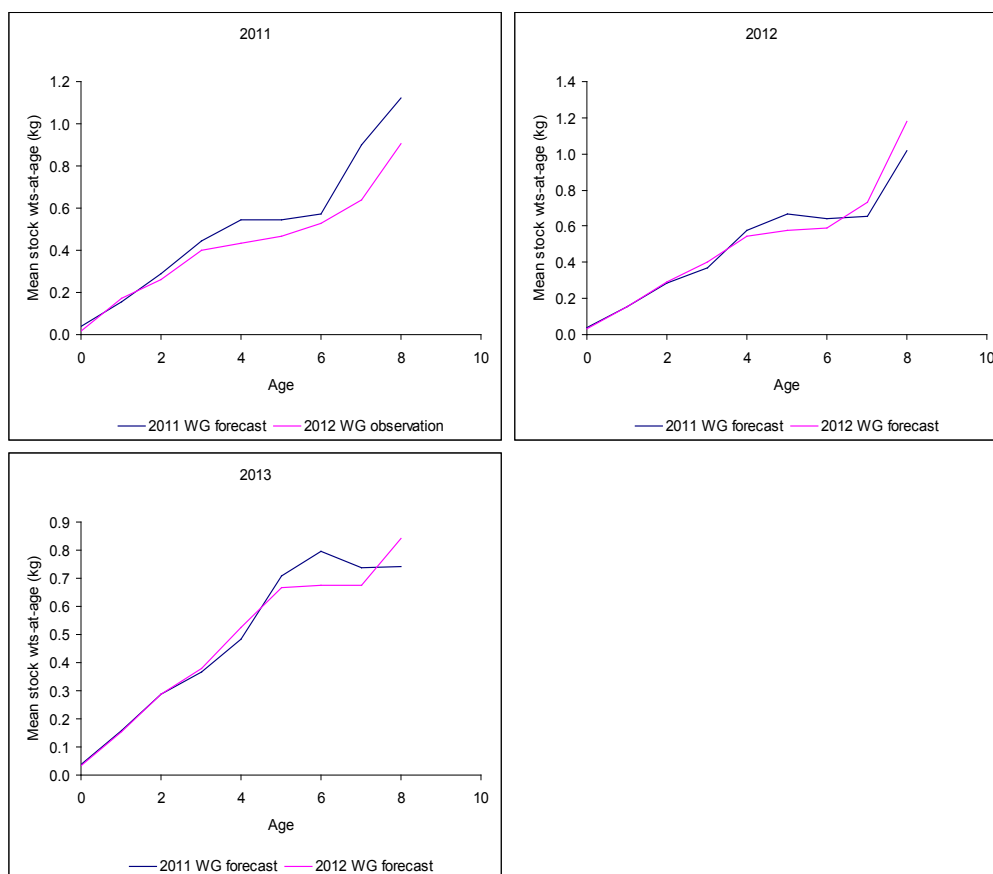 2011
Mean stock wts-at-age (kg)
1.2
1.0
0.8
0.6
0.4
0.2
0.0
0 2 4 6 8 10
Age
2011 WG forecast 2012 WG observation
2012
Mean stock wts-at-age (kg)
1.4
1.2
1.0
0.8
0.6
0.4
0.2
0.0
0 2 4 6 8 10
Age
2011 WG forecast 2012 WG forecast
2013
Mean stock wts-at-age (kg)
0.9
0.8
0.7
0.6
0.5
0.4
0.3
0.2
0.1
0.0
0 2 4 6 8 10
Age
2011 WG forecast 2012 WG forecast